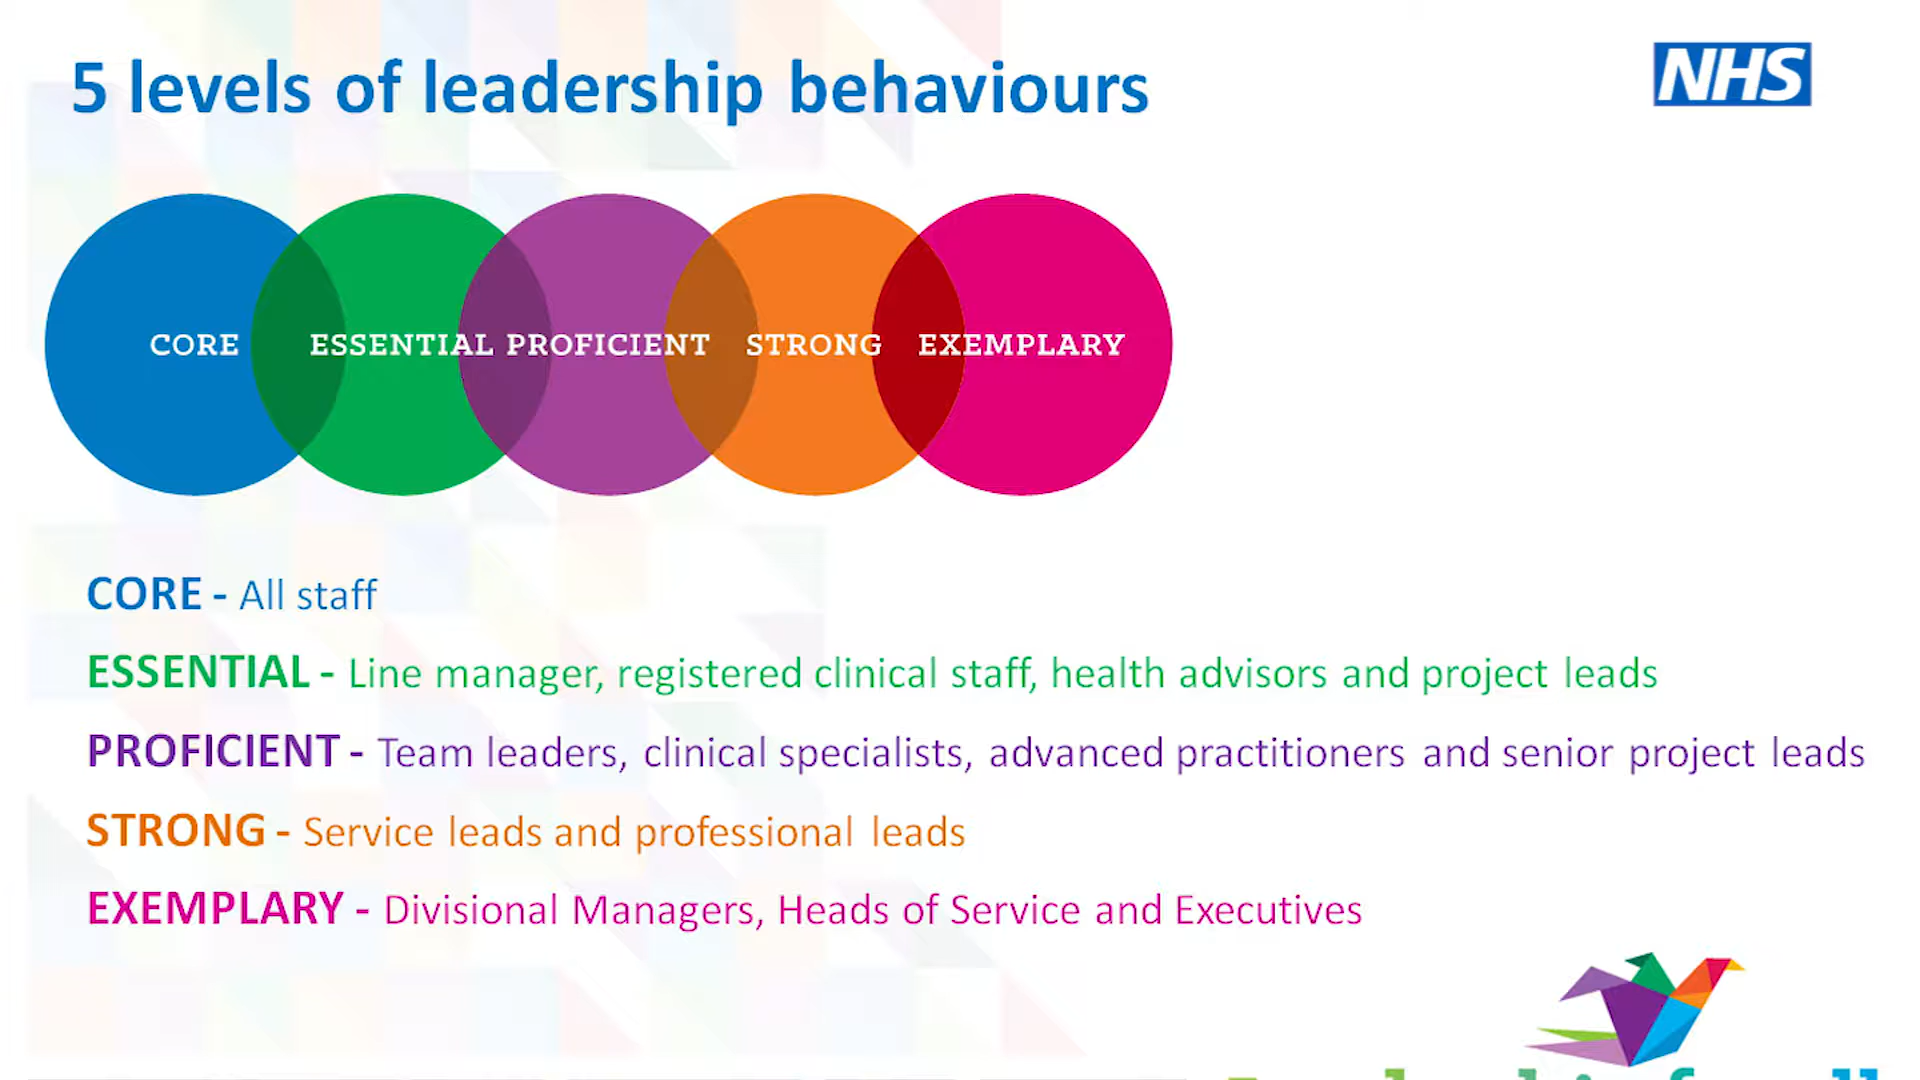 5 levels of leadership behaviours
NHS
CORE ESSENTIAL PROFICIENT STRONG EXEMPLARY
CORE - All staff
ESSENTIAL - Line manager, registered clinical staff, health advisors and project leads
PROFICIENT - Team leaders, clinical specialists, advanced practitioners and senior project leads
STRONG - Service leads and professional leads
EXEMPLARY - Divisional Managers, Heads of Service and Executives